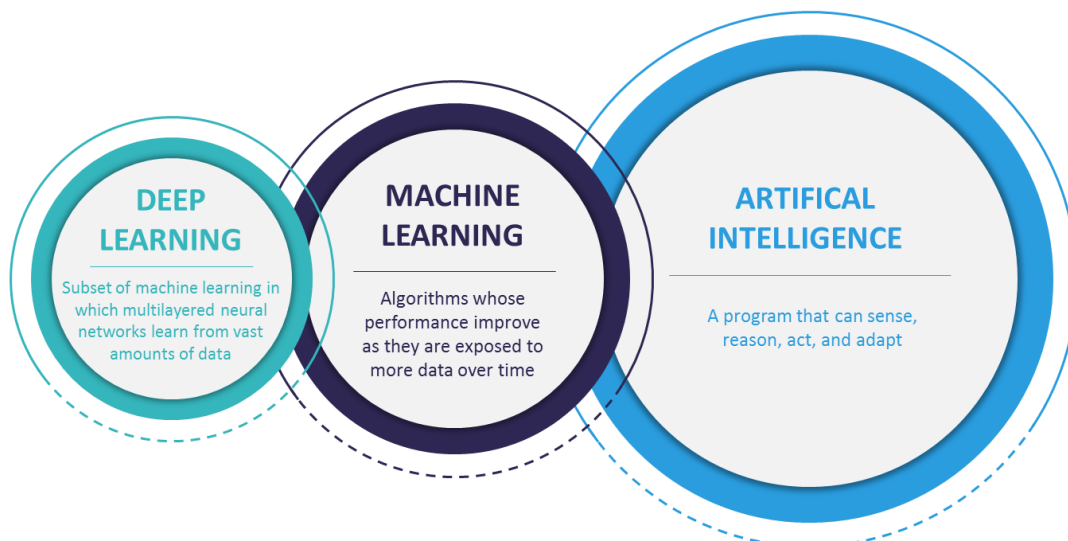 DEEP
LEARNING
Subset of machine learning in
which multilayered neural
networks learn from vast
amounts of data
MACHINE
LEARNING
Algorithms whose
performance improve
as they are exposed to
more data over time
ARTIFICAL
INTELLIGENCE
A program that can sense,
reason, act, and adapt